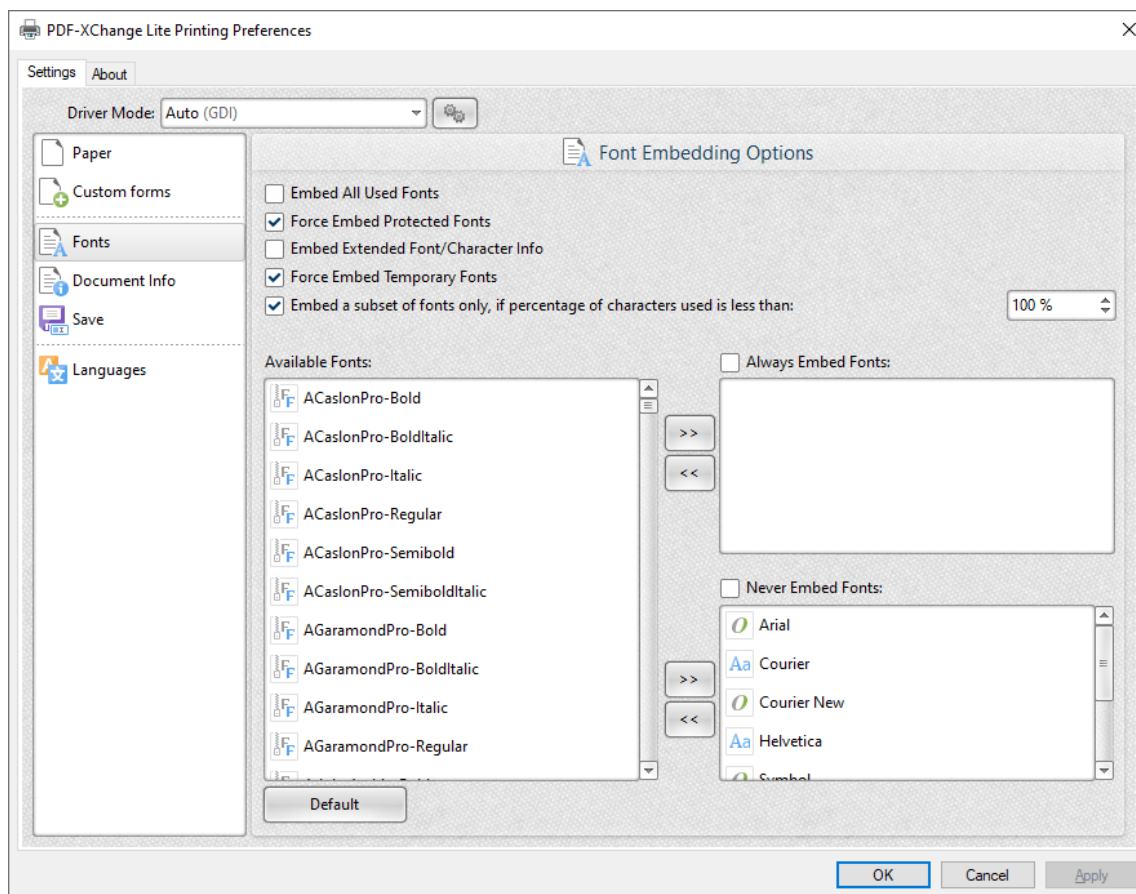 PDF-XChange Lite Printing Preferences
Settings
About
Driver Mode: Auto (GDI)
Paper
Custom forms
Fonts
Document Info
Save
Languages
Font Embedding Options
Embed All Used Fonts
Force Embed Protected Fonts
Embed Extended Font/Character Info
Force Embed Temporary Fonts
Embed a subset of fonts only, if percentage of characters used is less than: 100 %
Available Fonts:
ACaslonPro-Bold
ACaslonPro-BoldItalic
ACaslonPro-Italic
ACaslonPro-Regular
ACaslonPro-Semibold
ACaslonPro-SemiboldItalic
AGaramondPro-Bold
AGaramondPro-BoldItalic
AGaramondPro-Italic
AGaramondPro-Regular
Default
>>
<<
Always Embed Fonts:
>>
<<
Never Embed Fonts:
Arial
Courier
Courier New
Helvetica
Symbol
OK
Cancel
Apply